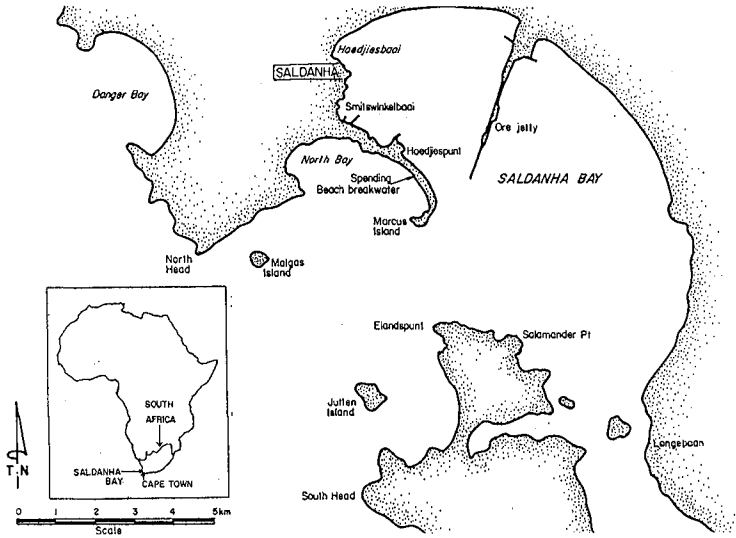 Hoedjiesbaai
SALDANHA
Danger Bay
Smitswinkelbaai
Ore jelly
Hoedjespunt
North Bay
Spending
Beach breakwater
SALDANHA BAY
Marcus
Island
North
Head
Malgas
Island
Elandspunt
Salamander Pt
Jutten
Island
Langebaan
South Head
SOUTH
AFRICA
SALDANHA
BAY
CAPE TOWN
T.N
0 1 2 3 4 5km
Scale